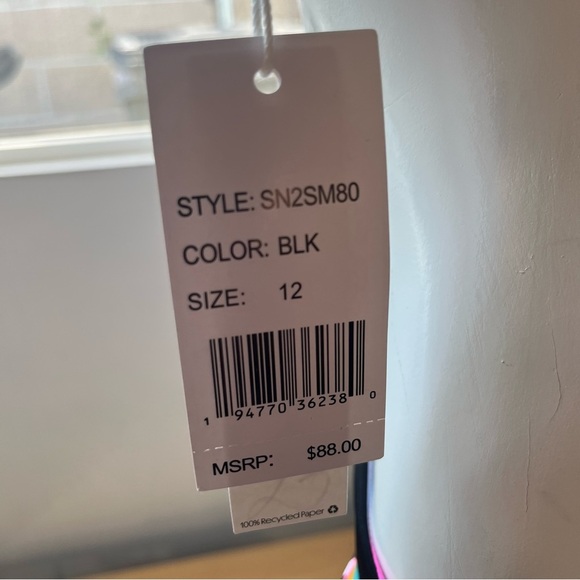 STYLE: SN2SM80
COLOR: BLK
SIZE: 12
1 94770 36238 0
MSRP: $88.00
100% Recycled Paper